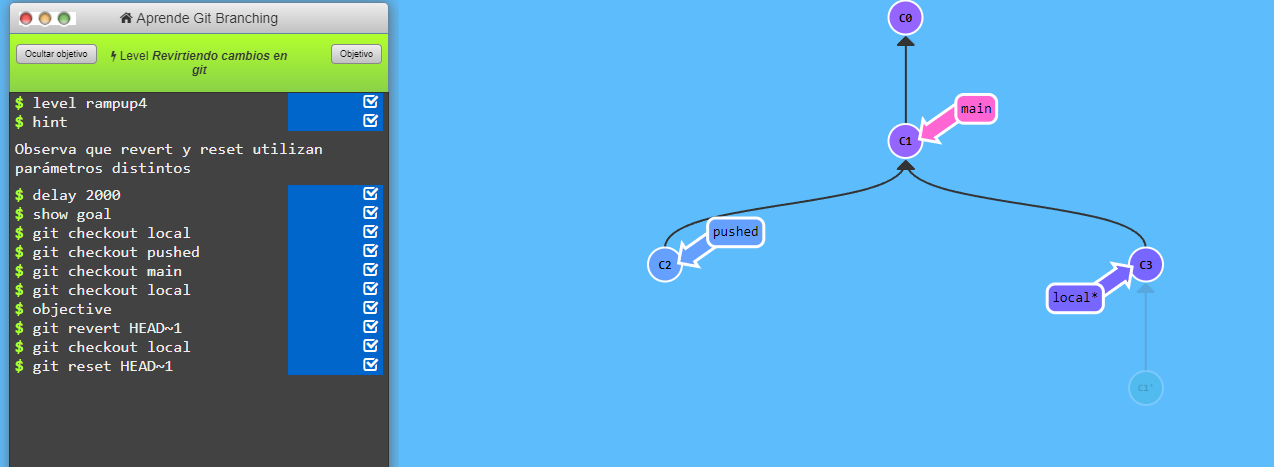 Aprende Git Branching
Ocultar objetivo
Level Revirtiendo cambios en
git
Objetivo
$ level rampup4
$ hint
Observa que revert y reset utilizan
parámetros distintos
$ delay 2000
$ show goal
$ git checkout local
$ git checkout pushed
$ git checkout main
$ git checkout local
$ objective
$ git revert HEAD~1
$ git checkout local
$ git reset HEAD~1
C0
main
C1
pushed
C2
C3
local*
C1'